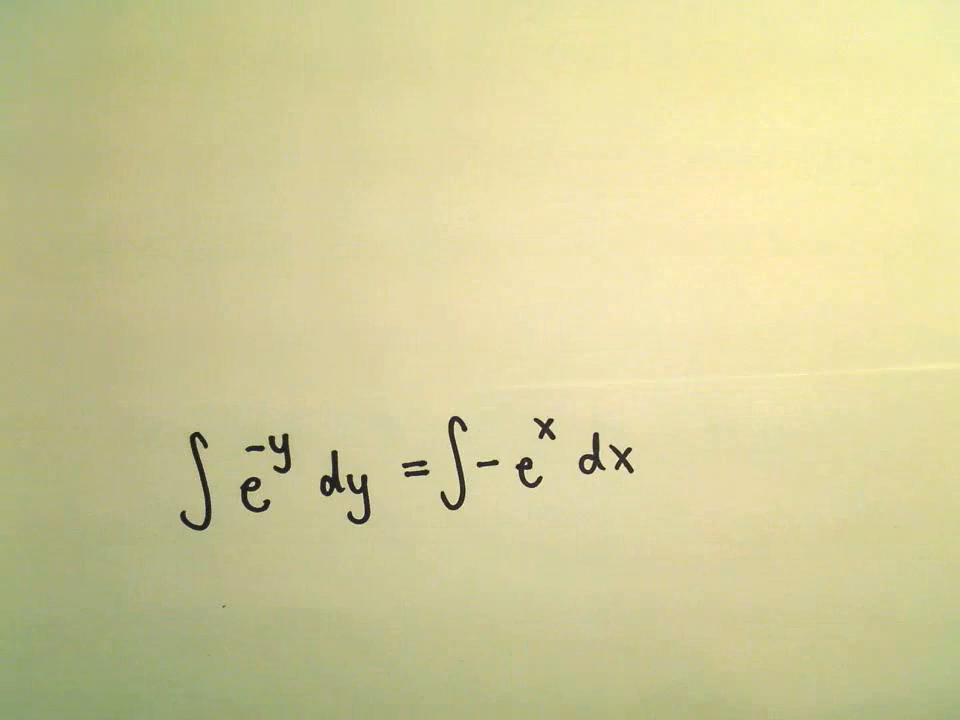 ∫ e^{-y} dy = ∫ - e^{x} dx